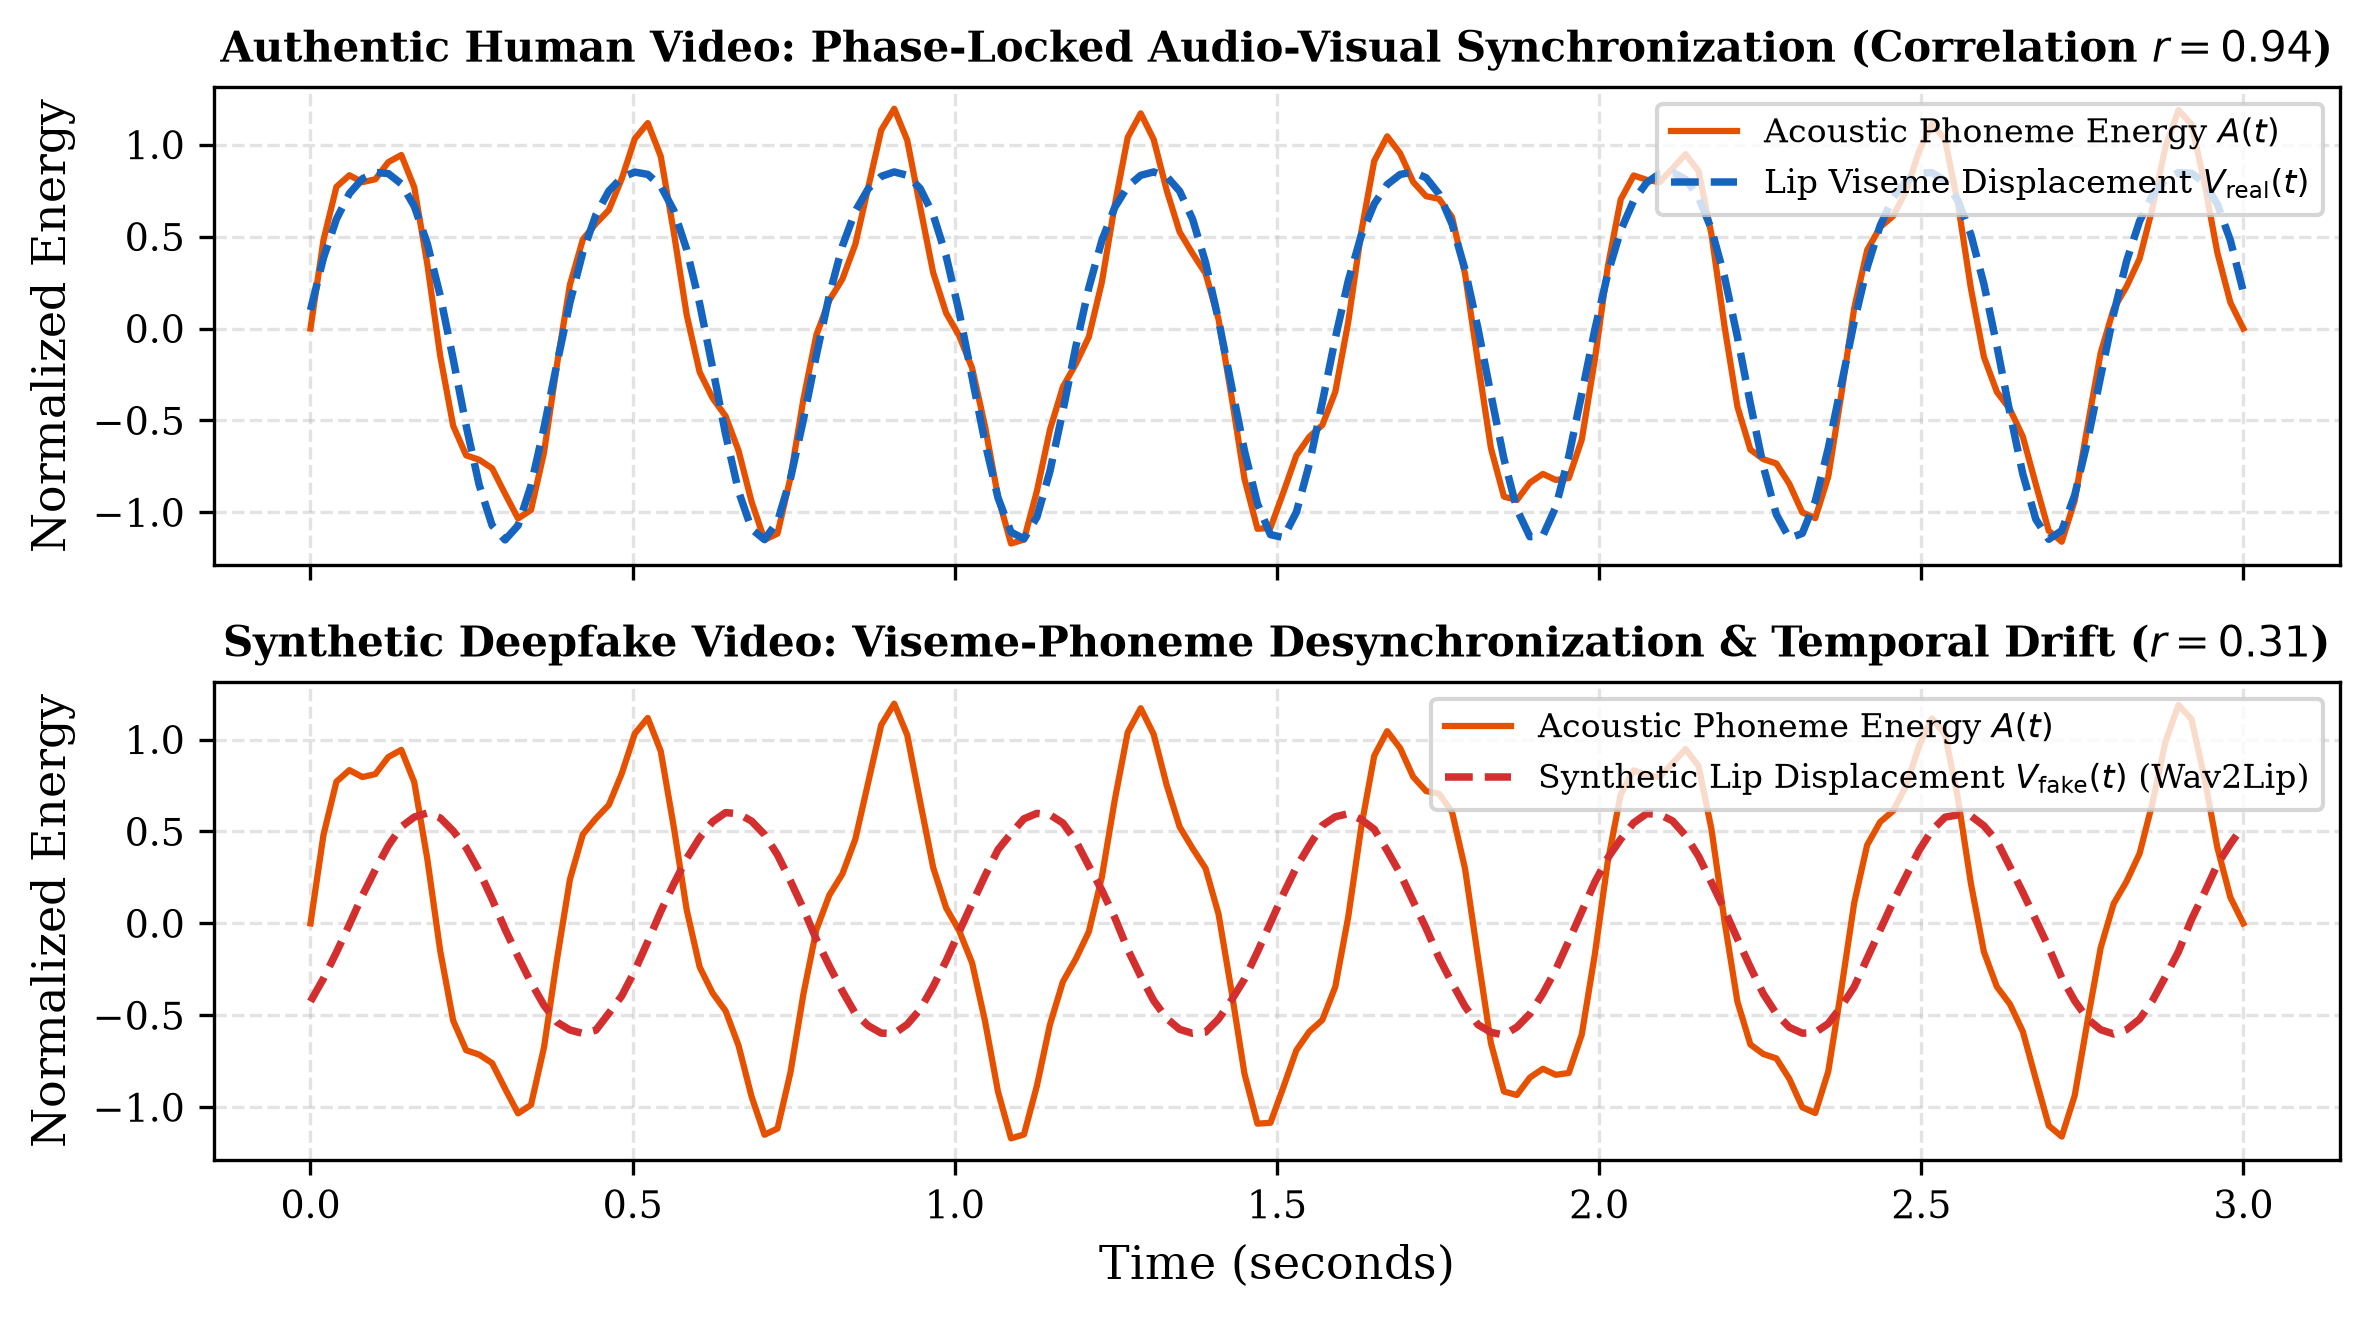 Authentic Human Video: Phase-Locked Audio-Visual Synchronization (Correlation r = 0.94)
Normalized Energy
1.0
0.5
0.0
−0.5
−1.0
Acoustic Phoneme Energy A(t)
Lip Viseme Displacement V_real(t)
Synthetic Deepfake Video: Viseme-Phoneme Desynchronization & Temporal Drift (r = 0.31)
Normalized Energy
1.0
0.5
0.0
−0.5
−1.0
Acoustic Phoneme Energy A(t)
Synthetic Lip Displacement V_fake(t) (Wav2Lip)
0.0 0.5 1.0 1.5 2.0 2.5 3.0
Time (seconds)